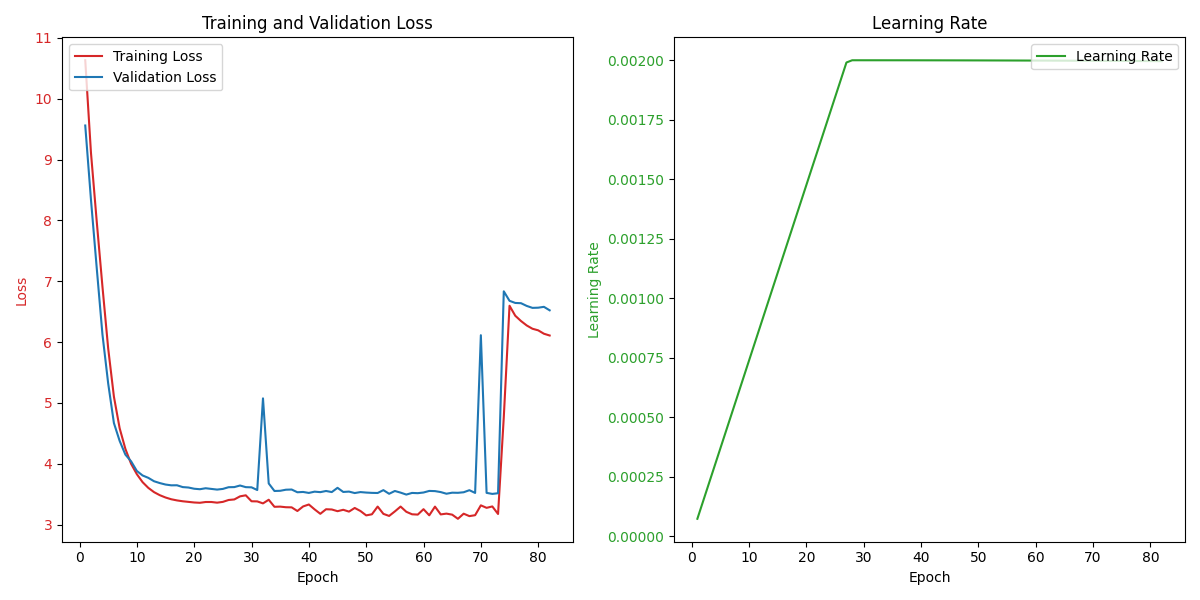 Training and Validation Loss
Training Loss
Validation Loss
11
10
9
8
7
6
5
4
3
Loss
0 10 20 30 40 50 60 70 80
Epoch
Learning Rate
Learning Rate
0.00200
0.00175
0.00150
0.00125
0.00100
0.00075
0.00050
0.00025
0.00000
Learning Rate
0 10 20 30 40 50 60 70 80
Epoch